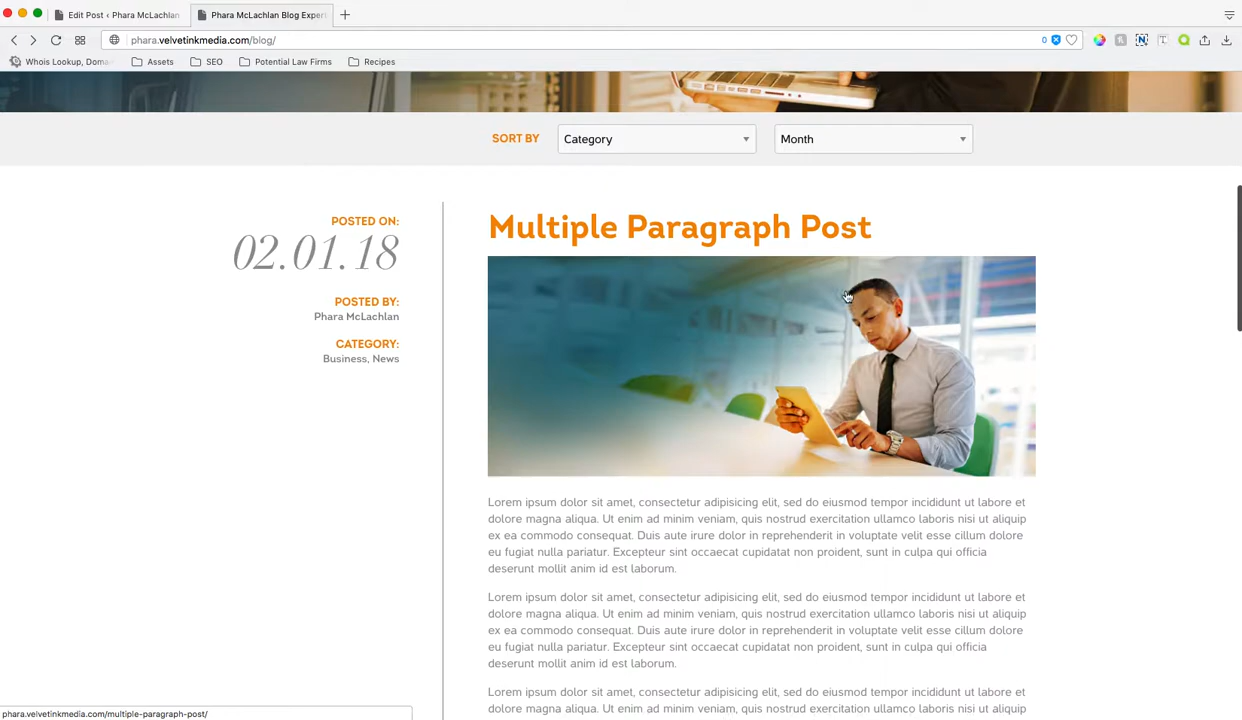 Edit Post ‹ Phara McLachlan
Phara McLachlan Blog Exper
phara.velvetinkmedia.com/blog/
0
Whois Lookup, Doma
Assets
SEO
Potential Law Firms
Recipes
SORT BY
Category
Month
POSTED ON:
02.01.18
POSTED BY:
Phara McLachlan
CATEGORY:
Business, News
Multiple Paragraph Post
Lorem ipsum dolor sit amet, consectetur adipisicing elit, sed do eiusmod tempor incididunt ut labore et
dolore magna aliqua. Ut enim ad minim veniam, quis nostrud exercitation ullamco laboris nisi ut aliquip
ex ea commodo consequat. Duis aute irure dolor in reprehenderit in voluptate velit esse cillum dolore
eu fugiat nulla pariatur. Excepteur sint occaecat cupidatat non proident, sunt in culpa qui officia
deserunt mollit anim id est laborum.
Lorem ipsum dolor sit amet, consectetur adipisicing elit, sed do eiusmod tempor incididunt ut labore et
dolore magna aliqua. Ut enim ad minim veniam, quis nostrud exercitation ullamco laboris nisi ut aliquip
ex ea commodo consequat. Duis aute irure dolor in reprehenderit in voluptate velit esse cillum dolore
eu fugiat nulla pariatur. Excepteur sint occaecat cupidatat non proident, sunt in culpa qui officia
deserunt mollit anim id est laborum.
Lorem ipsum dolor sit amet, consectetur adipisicing elit, sed do eiusmod tempor incididunt ut labore et
dolore magna aliqua. Ut enim ad minim veniam, quis nostrud exercitation ullamco laboris nisi ut aliquip
phara.velvetinkmedia.com/multiple-paragraph-post/